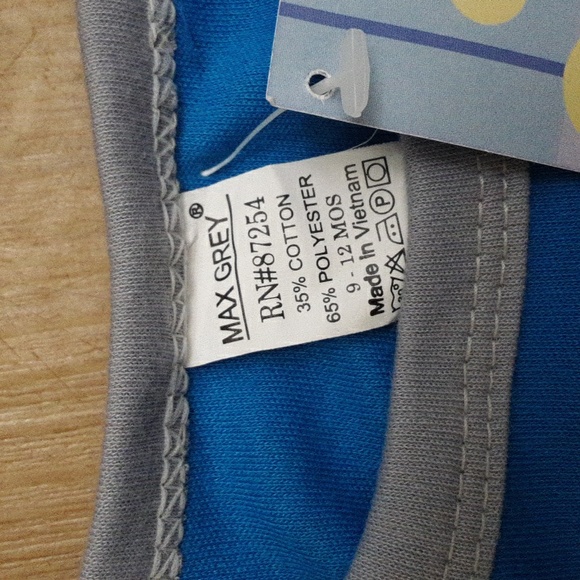 MAX GREY®
RN#87254
35% COTTON
65% POLYESTER
9 - 12 MOS
Made in Vietnam
P